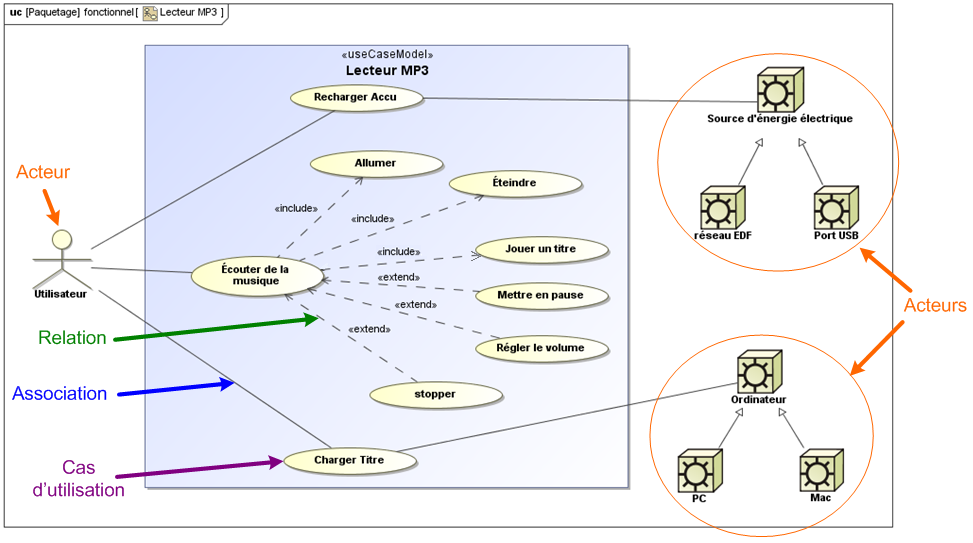 uc [Paquetage] fonctionnel[ Lecteur MP3 ]
«useCaseModel»
Lecteur MP3
Recharger Accu
Source d'énergie électrique
Allumer
Éteindre
Acteur
«include»
«include»
réseau EDF
Port USB
Jouer un titre
«include»
Écouter de la
musique
«extend»
Utilisateur
Mettre en pause
«extend»
Acteurs
Relation
«extend»
Régler le volume
Association
stopper
Ordinateur
Charger Titre
Cas
d'utilisation
PC
Mac